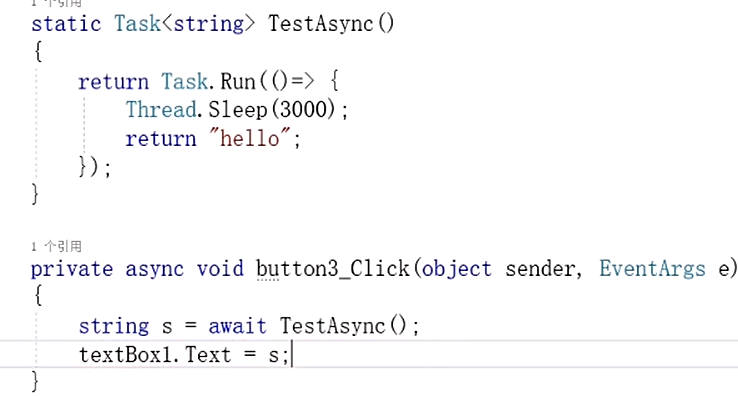 1 个引用
static Task<string> TestAsync()
{
return Task.Run(()=> {
Thread.Sleep(3000);
return "hello";
});
}
1 个引用
private async void button3_Click(object sender, EventArgs e)
{
string s = await TestAsync();
textBox1.Text = s;
}